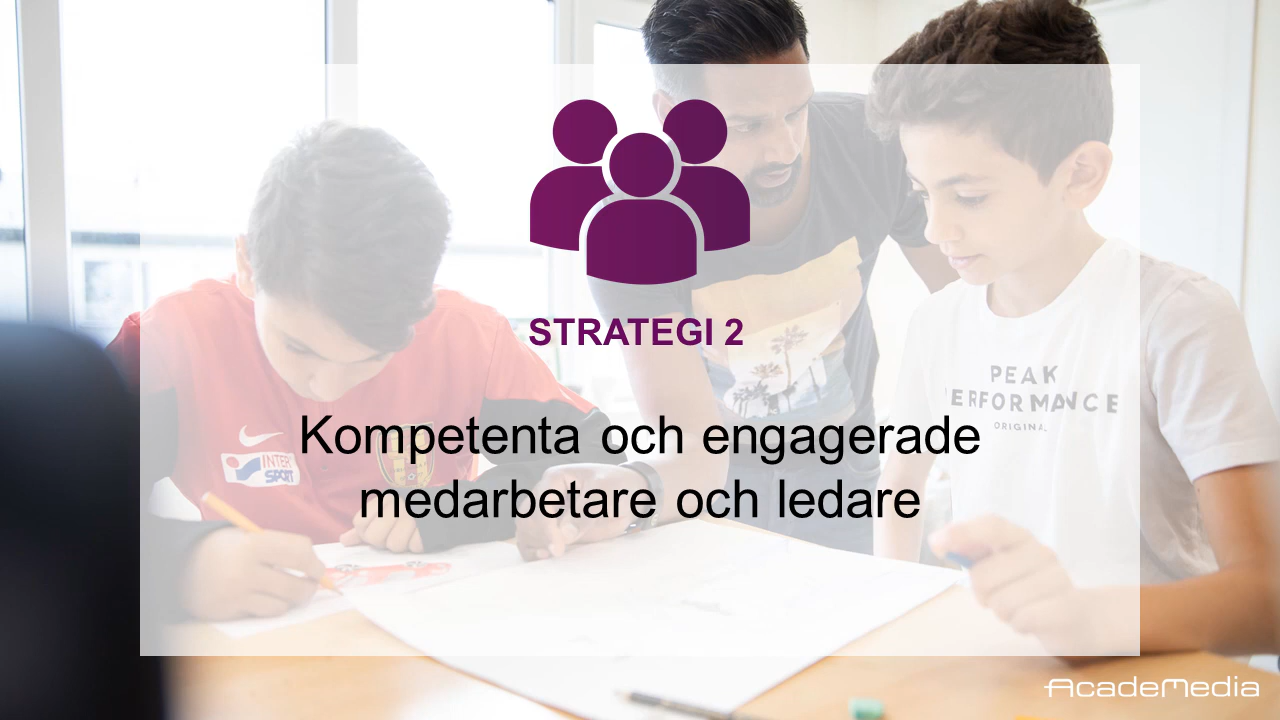 STRATEGI 2
Kompetenta och engagerade
medarbetare och ledare
PEAK
PERFORMANCE
ORIGINAL
INTER
SPORT
AcadeMedia